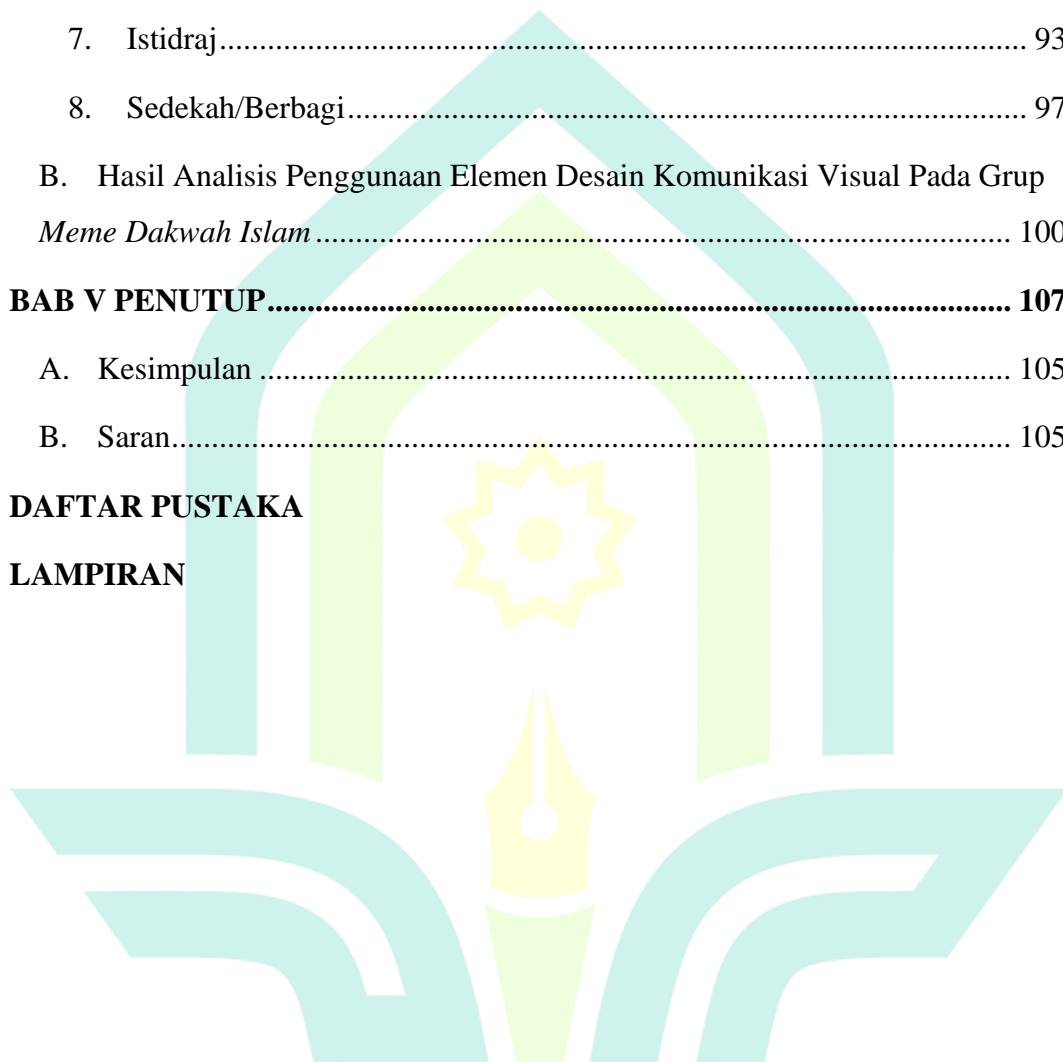 7. Istidraj........................................................................................................ 93
8. Sedekah/Berbagi....................................................................................... 97
B. Hasil Analisis Penggunaan Elemen Desain Komunikasi Visual Pada Grup
Meme Dakwah Islam......................................................................................... 100
BAB V PENUTUP............................................................................................... 107
A. Kesimpulan ................................................................................................ 105
B. Saran........................................................................................................... 105
DAFTAR PUSTAKA
LAMPIRAN